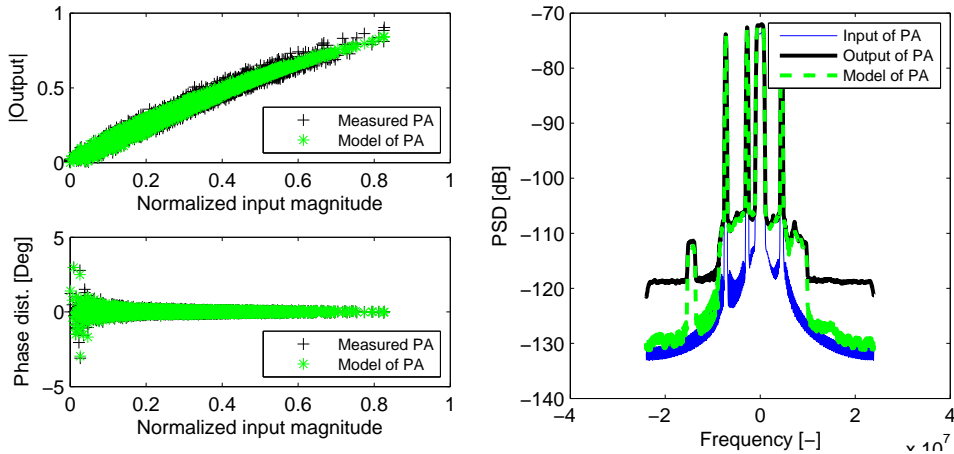 1
0.5
0
0 0.2 0.4 0.6 0.8 1
|Output|
Normalized input magnitude
Measured PA
Model of PA
5
0
−5
0 0.2 0.4 0.6 0.8 1
Phase dist. [Deg]
Normalized input magnitude
Measured PA
Model of PA
−70
−80
−90
−100
−110
−120
−130
−140
−4 −2 0 2 4
PSD [dB]
Frequency [−]
x 10^7
Input of PA
Output of PA
Model of PA